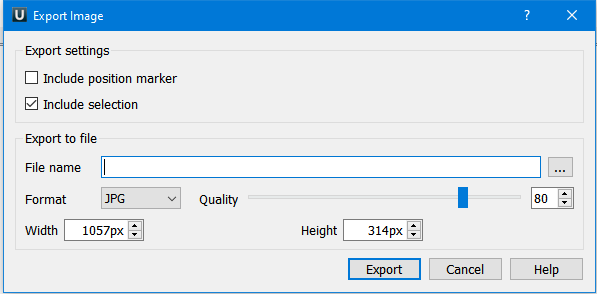 U Export Image ? ×
Export settings
Include position marker
Include selection
Export to file
File name ...
Format JPG Quality 80
Width 1057px Height 314px
Export Cancel Help